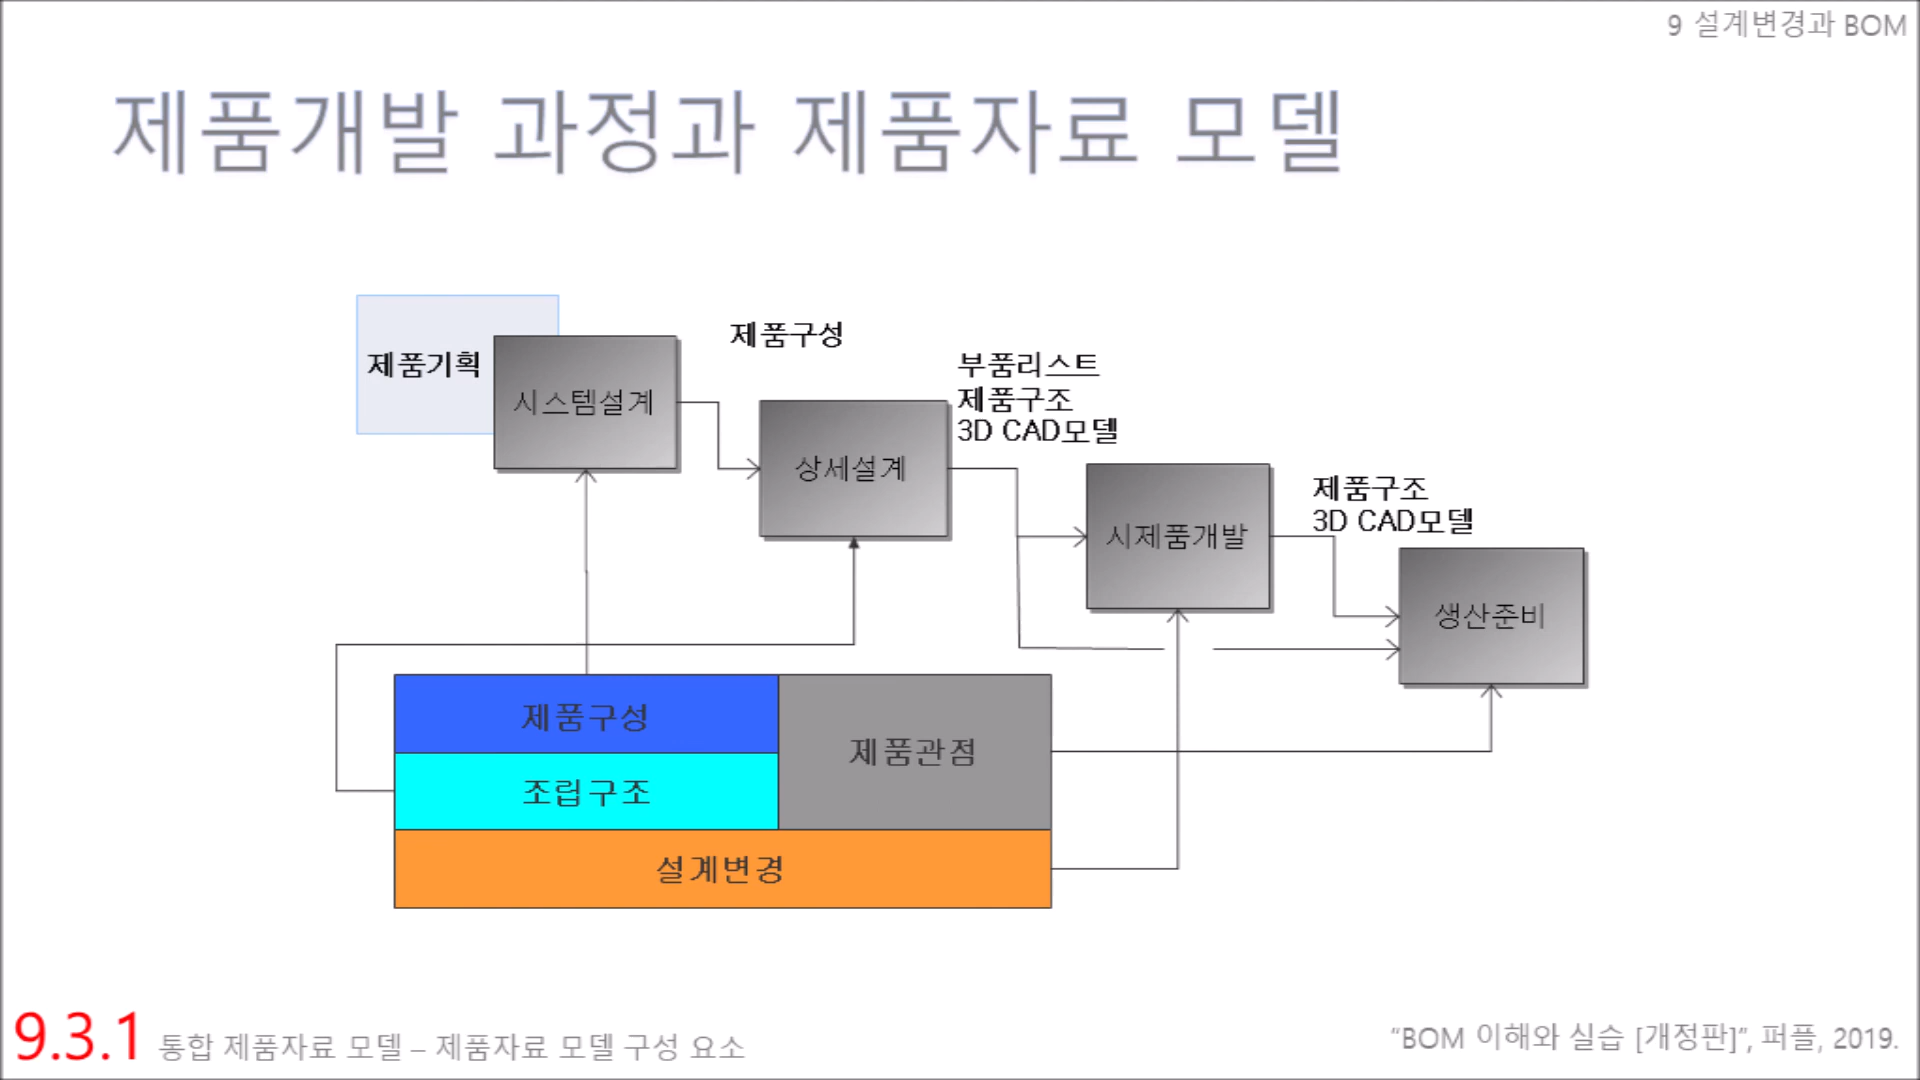 9 설계변경과 BOM
제품개발 과정과 제품자료 모델
제품기획
시스템설계
제품구성
상세설계
부품리스트
제품구조
3D CAD모델
시제품개발
제품구조
3D CAD모델
생산준비
제품구성
제품관점
조립구조
설계변경
9.3.1 통합 제품자료 모델 – 제품자료 모델 구성 요소
“BOM 이해와 실습 [개정판]”, 퍼플, 2019.